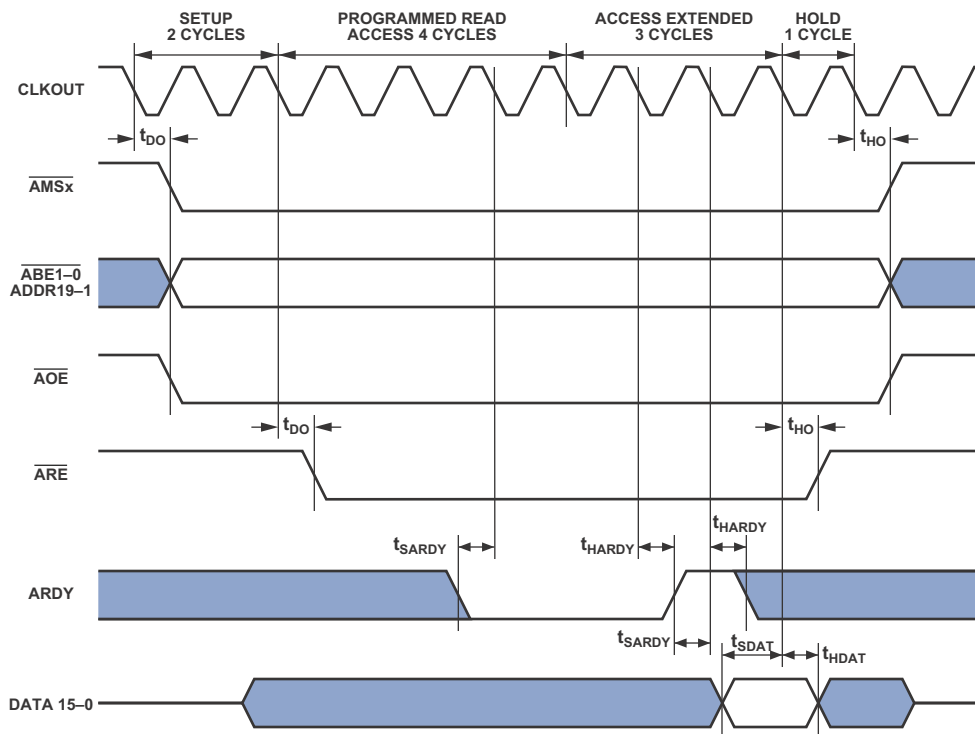 SETUP
2 CYCLES
PROGRAMMED READ
ACCESS 4 CYCLES
ACCESS EXTENDED
3 CYCLES
HOLD
1 CYCLE
CLKOUT
tDO
tHO
AMSx
ABE1–0
ADDR19–1
AOE
tDO
tHO
ARE
tSARDY
tHARDY
tHARDY
ARDY
tSARDY
tSDAT
tHDAT
DATA 15–0